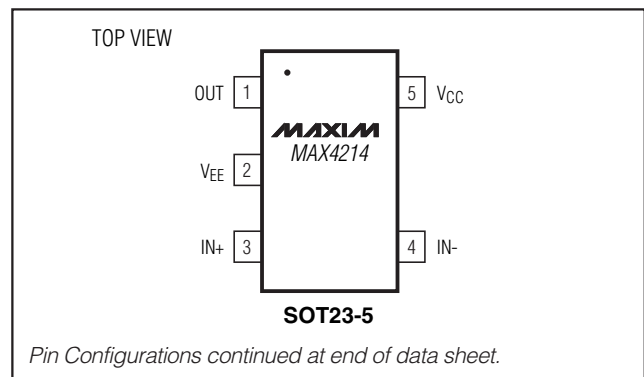 TOP VIEW
OUT 1
5 VCC
MAXIM
MAX4214
VEE 2
IN+ 3
4 IN-
SOT23-5
Pin Configurations continued at end of data sheet.